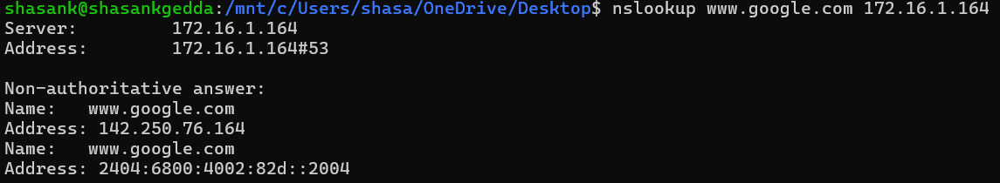 shasank@shasankgedda:/mnt/c/Users/shasa/OneDrive/Desktop$ nslookup www.google.com 172.16.1.164
Server:         172.16.1.164
Address:        172.16.1.164#53

Non-authoritative answer:
Name:   www.google.com
Address: 142.250.76.164
Name:   www.google.com
Address: 2404:6800:4002:82d::2004